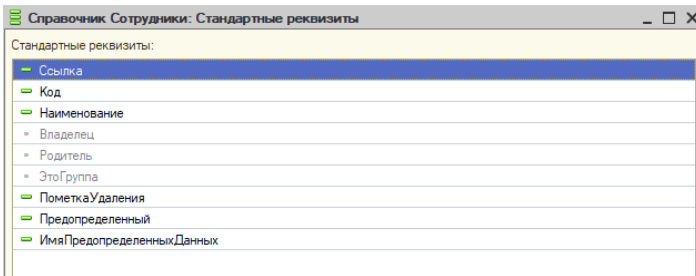 Справочник Сотрудники: Стандартные реквизиты
Стандартные реквизиты:
Ссылка
Код
Наименование
Владелец
Родитель
ЭтоГруппа
ПометкаУдаления
Предопределенный
ИмяПредопределенныхДанных